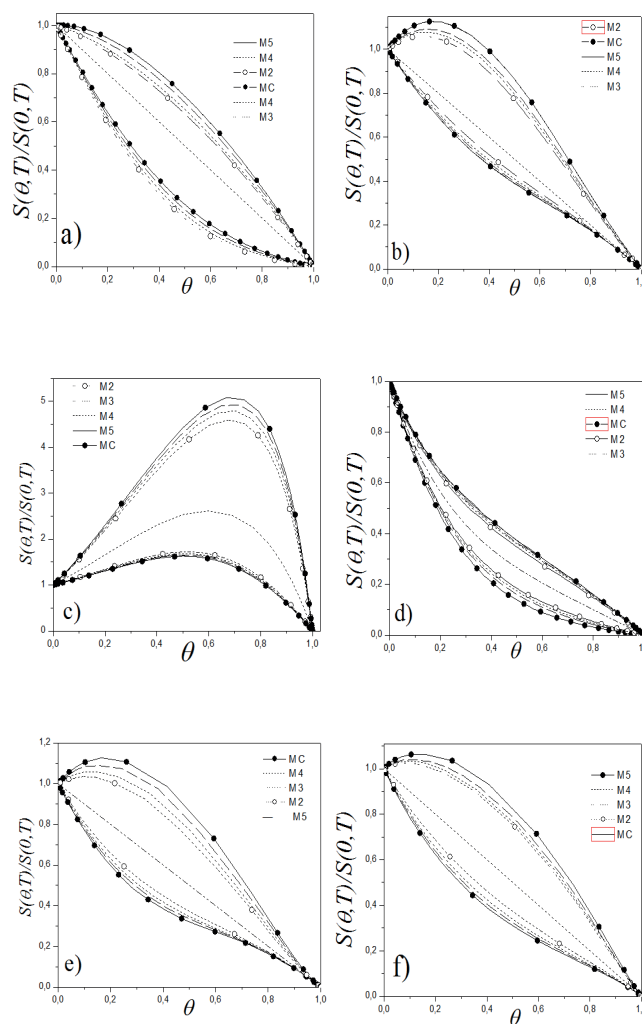 S(θ,T)/S(0,T)
1,0
0,8
0,6
0,4
0,2
0,0
M5
M4
M2
MC
M4
M3
a)
0,0 0,2 0,4 0,6 0,8 1,0
θ
S(θ,T)/S(0,T)
1,0
0,8
0,6
0,4
0,2
0,0
M2
MC
M5
M4
M3
b)
0,0 0,2 0,4 0,6 0,8
θ
S(θ,T)/S(0,T)
5
4
3
2
1
0
M2
M3
M4
M5
MC
c)
0,0 0,2 0,4 0,6 0,8 1,0
θ
S(θ,T)/S(0,T)
1,0
0,8
0,6
0,4
0,2
0,0
M5
M4
MC
M2
M3
d)
0,0 0,2 0,4 0,6 0,8
θ
S(θ,T)/S(0,T)
1,2
1,0
0,8
0,6
0,4
0,2
0,0
MC
M4
M3
M2
M5
e)
0,0 0,2 0,4 0,6 0,8 1,0
θ
S(θ,T)/S(0,T)
1,0
0,8
0,6
0,4
0,2
0,0
M5
M4
M3
M2
MC
f)
0,0 0,2 0,4 0,6 0,8
θ